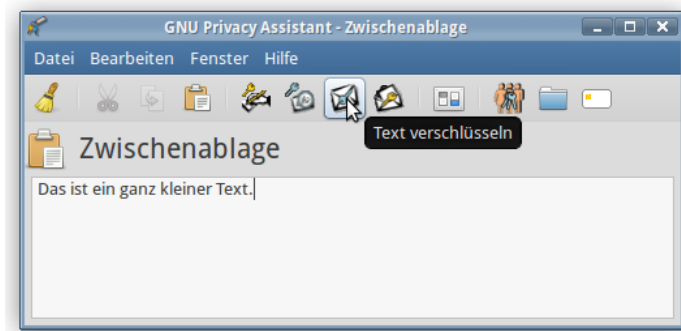 GNU Privacy Assistant - Zwischenablage
Datei Bearbeiten Fenster Hilfe
Text verschlüsseln
Zwischenablage
Das ist ein ganz kleiner Text.